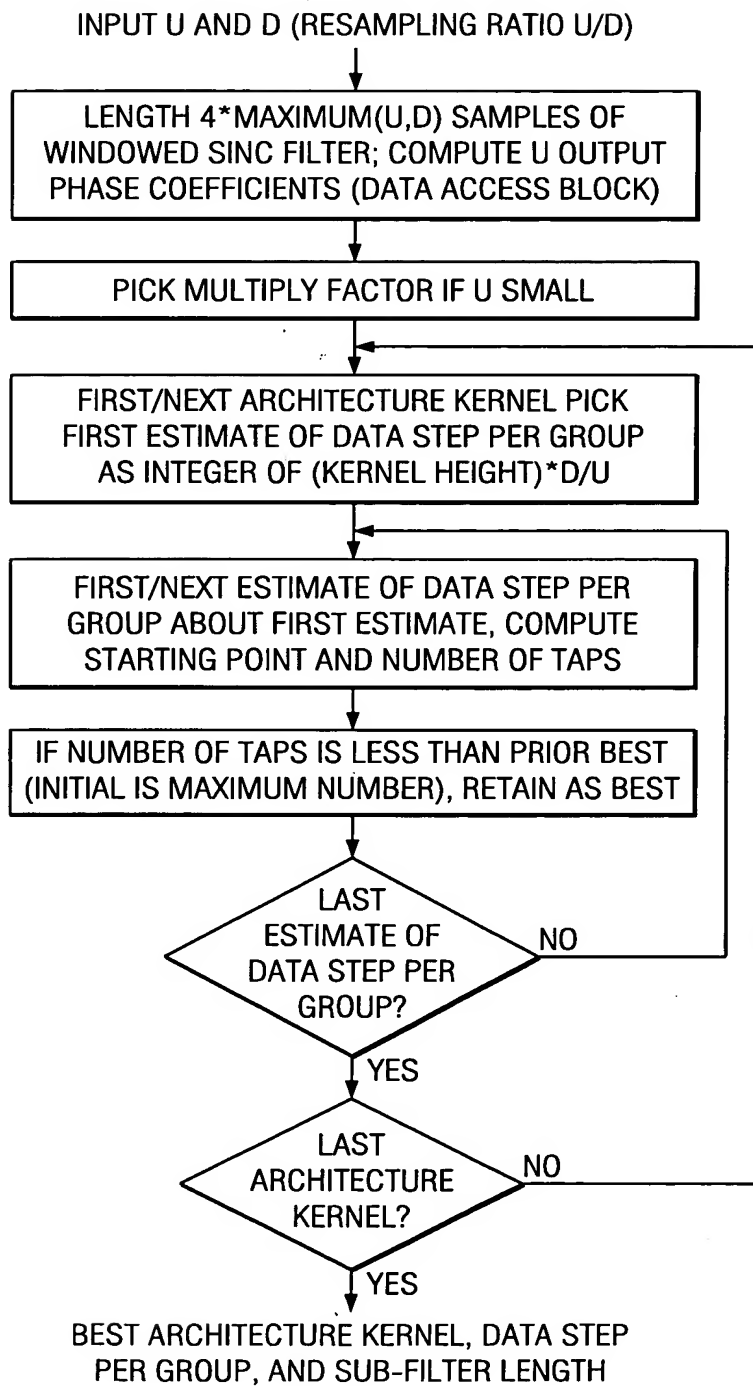 INPUT U AND D (RESAMPLING RATIO U/D)
LENGTH 4*MAXIMUM(U,D) SAMPLES OF
WINDOWED SINC FILTER; COMPUTE U OUTPUT
PHASE COEFFICIENTS (DATA ACCESS BLOCK)
PICK MULTIPLY FACTOR IF U SMALL
FIRST/NEXT ARCHITECTURE KERNEL PICK
FIRST ESTIMATE OF DATA STEP PER GROUP
AS INTEGER OF (KERNEL HEIGHT)*D/U
FIRST/NEXT ESTIMATE OF DATA STEP PER
GROUP ABOUT FIRST ESTIMATE, COMPUTE
STARTING POINT AND NUMBER OF TAPS
IF NUMBER OF TAPS IS LESS THAN PRIOR BEST
(INITIAL IS MAXIMUM NUMBER), RETAIN AS BEST
LAST
ESTIMATE OF
DATA STEP PER
GROUP?
NO
YES
LAST
ARCHITECTURE
KERNEL?
NO
YES
BEST ARCHITECTURE KERNEL, DATA STEP
PER GROUP, AND SUB-FILTER LENGTH